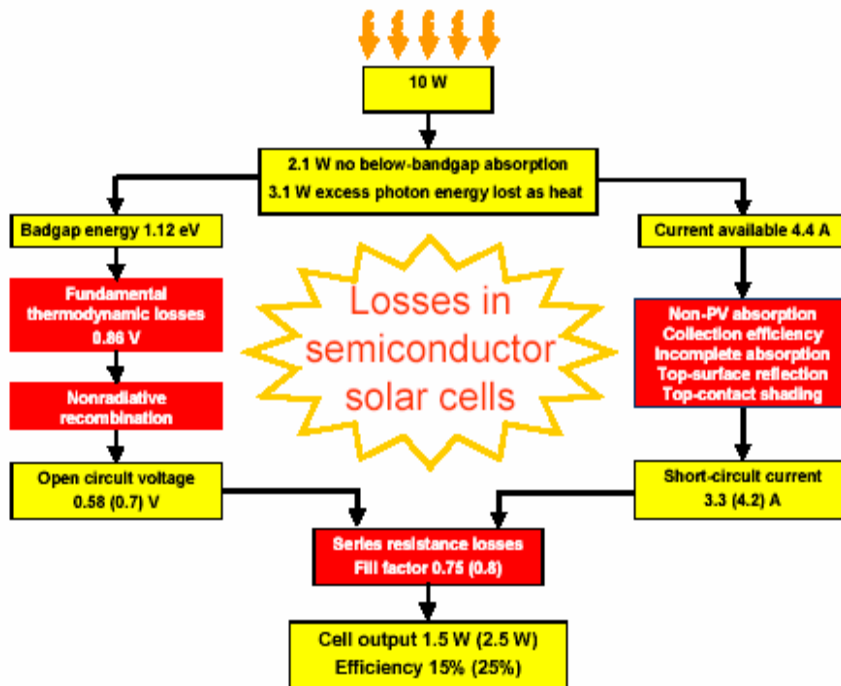 10 W
2.1 W no below-bandgap absorption
3.1 W excess photon energy lost as heat
Badgap energy 1.12 eV
Current available 4.4 A
Fundamental
thermodynamic losses
0.86 V
Losses in
semiconductor
solar cells
Non-PV absorption
Collection efficiency
Incomplete absorption
Top-surface reflection
Top-contact shading
Nonradiative
recombination
Open circuit voltage
0.58 (0.7) V
Short-circuit current
3.3 (4.2) A
Series resistance losses
Fill factor 0.75 (0.8)
Cell output 1.5 W (2.5 W)
Efficiency 15% (25%)